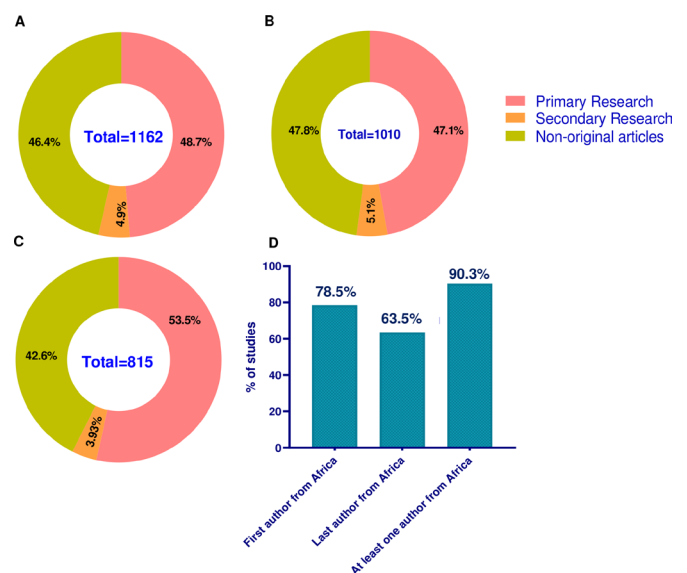 A
46.4%
Total=1162
48.7%
4.9%
B
47.8%
Total=1010
47.1%
5.1%
Primary Research
Secondary Research
Non-original articles
C
53.5%
42.6%
Total=815
3.93%
D
100
80
60
40
20
0
% of studies
78.5%
63.5%
90.3%
First author from Africa
Last author from Africa
At least one author from Africa